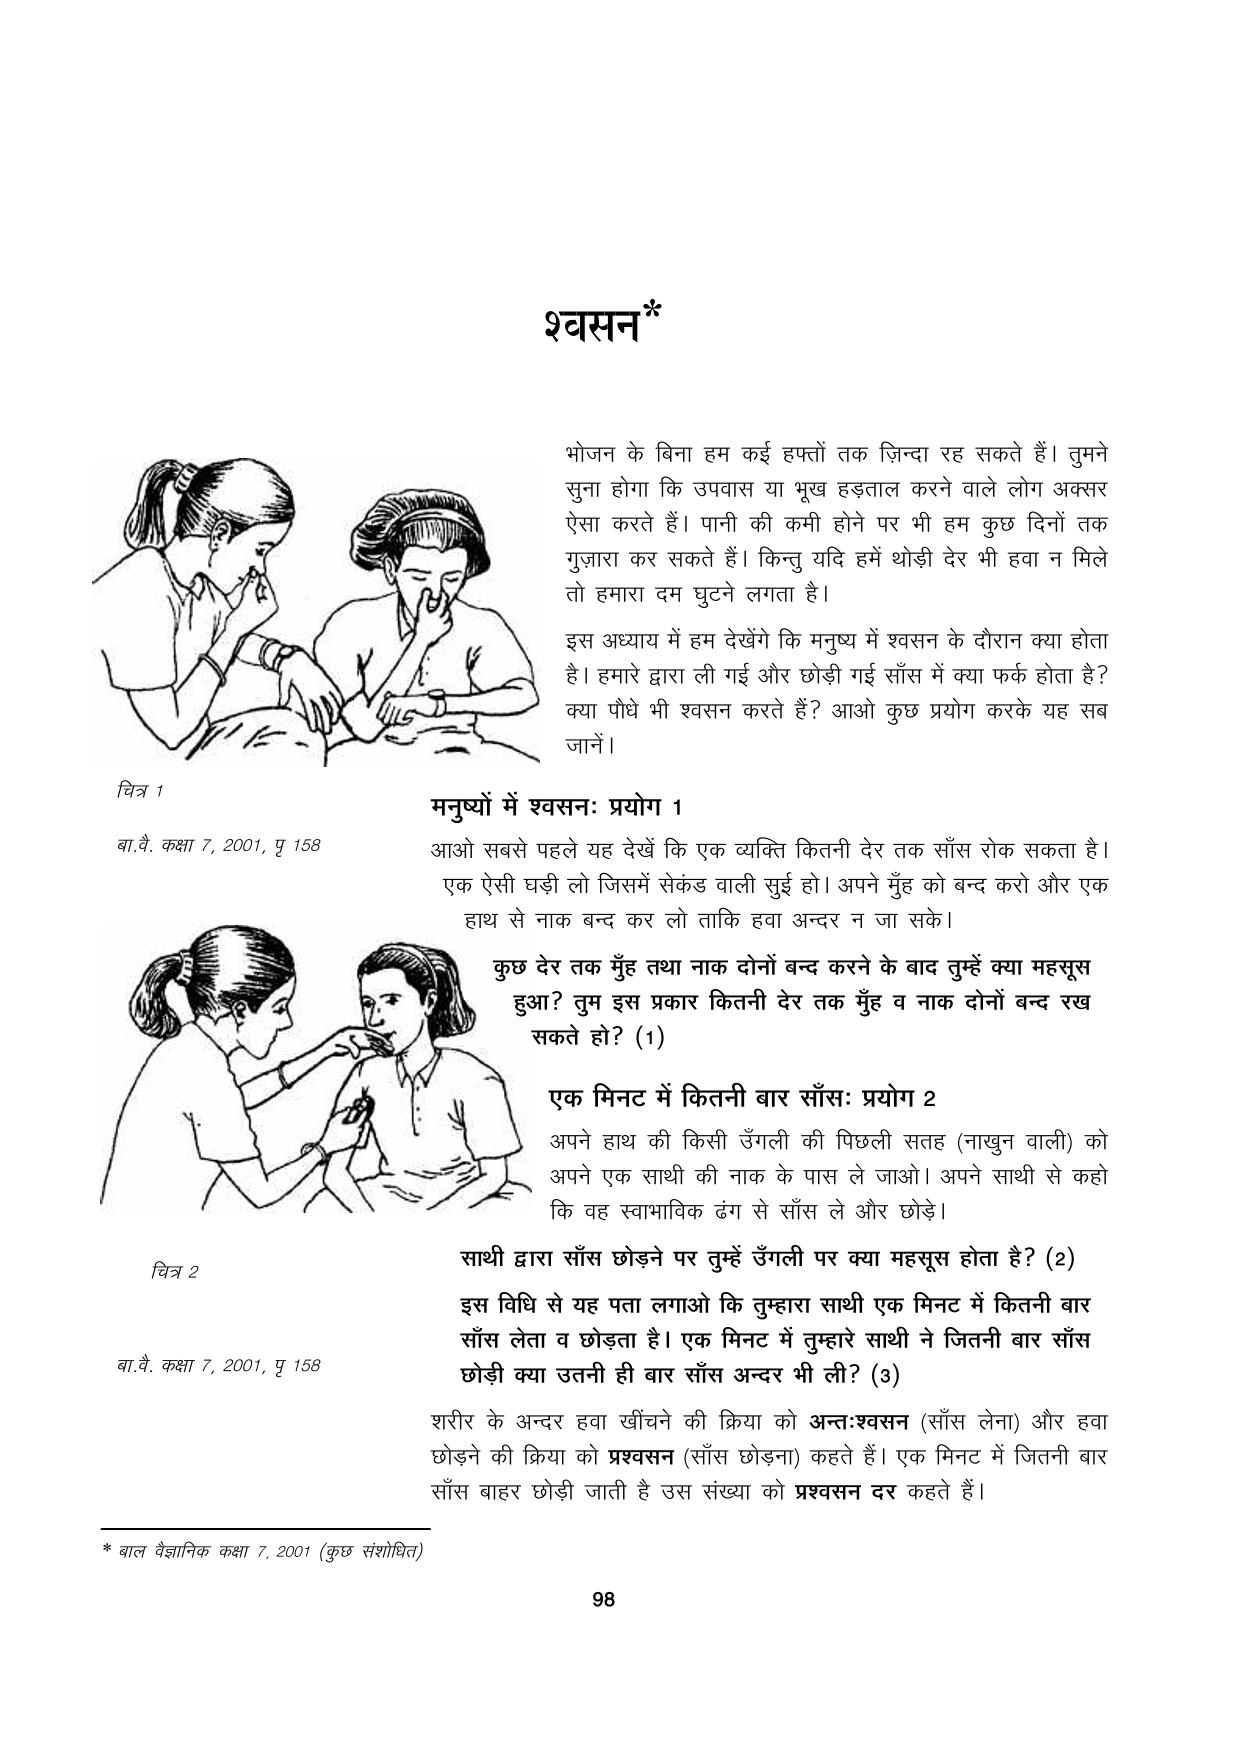 श्वसन*
भोजन के बिना हम कई हफ्तों तक ज़िन्दा रह सकते हैं। तुमने
सुना होगा कि उपवास या भूख हड़ताल करने वाले लोग अक्सर
ऐसा करते हैं। पानी की कमी होने पर भी हम कुछ दिनों तक
गुज़ारा कर सकते हैं। किन्तु यदि हमें थोड़ी देर भी हवा न मिले
तो हमारा दम घुटने लगता है।
इस अध्याय में हम देखेंगे कि मनुष्य में श्वसन के दौरान क्या होता
है। हमारे द्वारा ली गई और छोड़ी गई साँस में क्या फर्क होता है?
क्या पौधे भी श्वसन करते हैं? आओ कुछ प्रयोग करके यह सब
जानें।
चित्र 1
बा.वै. कक्षा 7, 2001, पृ 158
मनुष्यों में श्वसनः प्रयोग 1
आओ सबसे पहले यह देखें कि एक व्यक्ति कितनी देर तक साँस रोक सकता है।
एक ऐसी घड़ी लो जिसमें सेकंड वाली सुई हो। अपने मुँह को बन्द करो और एक
हाथ से नाक बन्द कर लो ताकि हवा अन्दर न जा सके।
कुछ देर तक मुँह तथा नाक दोनों बन्द करने के बाद तुम्हें क्या महसूस
हुआ? तुम इस प्रकार कितनी देर तक मुँह व नाक दोनों बन्द रख
सकते हो? (1)
एक मिनट में कितनी बार साँसः प्रयोग 2
अपने हाथ की किसी उँगली की पिछली सतह (नाखुन वाली) को
अपने एक साथी की नाक के पास ले जाओ। अपने साथी से कहो
कि वह स्वाभाविक ढंग से साँस ले और छोड़े।
चित्र 2
बा.वै. कक्षा 7, 2001, पृ 158
साथी द्वारा साँस छोड़ने पर तुम्हें उँगली पर क्या महसूस होता है? (2)
इस विधि से यह पता लगाओ कि तुम्हारा साथी एक मिनट में कितनी बार
साँस लेता व छोड़ता है। एक मिनट में तुम्हारे साथी ने जितनी बार साँस
छोड़ी क्या उतनी ही बार साँस अन्दर भी ली? (3)
शरीर के अन्दर हवा खींचने की क्रिया को अन्तःश्वसन (साँस लेना) और हवा
छोड़ने की क्रिया को प्रश्वसन (साँस छोड़ना) कहते हैं। एक मिनट में जितनी बार
साँस बाहर छोड़ी जाती है उस संख्या को प्रश्वसन दर कहते हैं।
* बाल वैज्ञानिक कक्षा 7, 2001 (कुछ संशोधित)
98